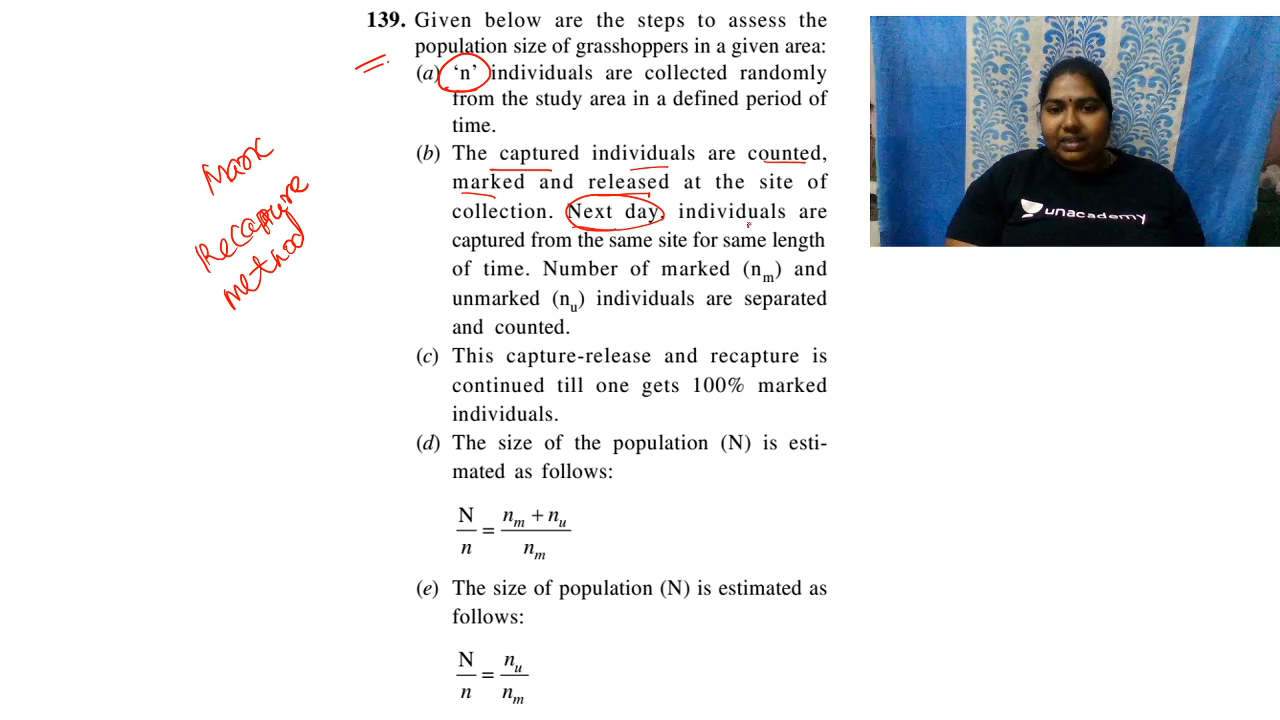 139. Given below are the steps to assess the
population size of grasshoppers in a given area:
(a) ‘n’ individuals are collected randomly
from the study area in a defined period of
time.
(b) The captured individuals are counted,
marked and released at the site of
collection. Next day, individuals are
captured from the same site for same length
of time. Number of marked (nm) and
unmarked (nu) individuals are separated
and counted.
(c) This capture-release and recapture is
continued till one gets 100% marked
individuals.
(d) The size of the population (N) is esti-
mated as follows:
N/n = nm + nu/nm
(e) The size of population (N) is estimated as
follows:
N/n = nu/nm
Mark
Recapture
method
unacademy